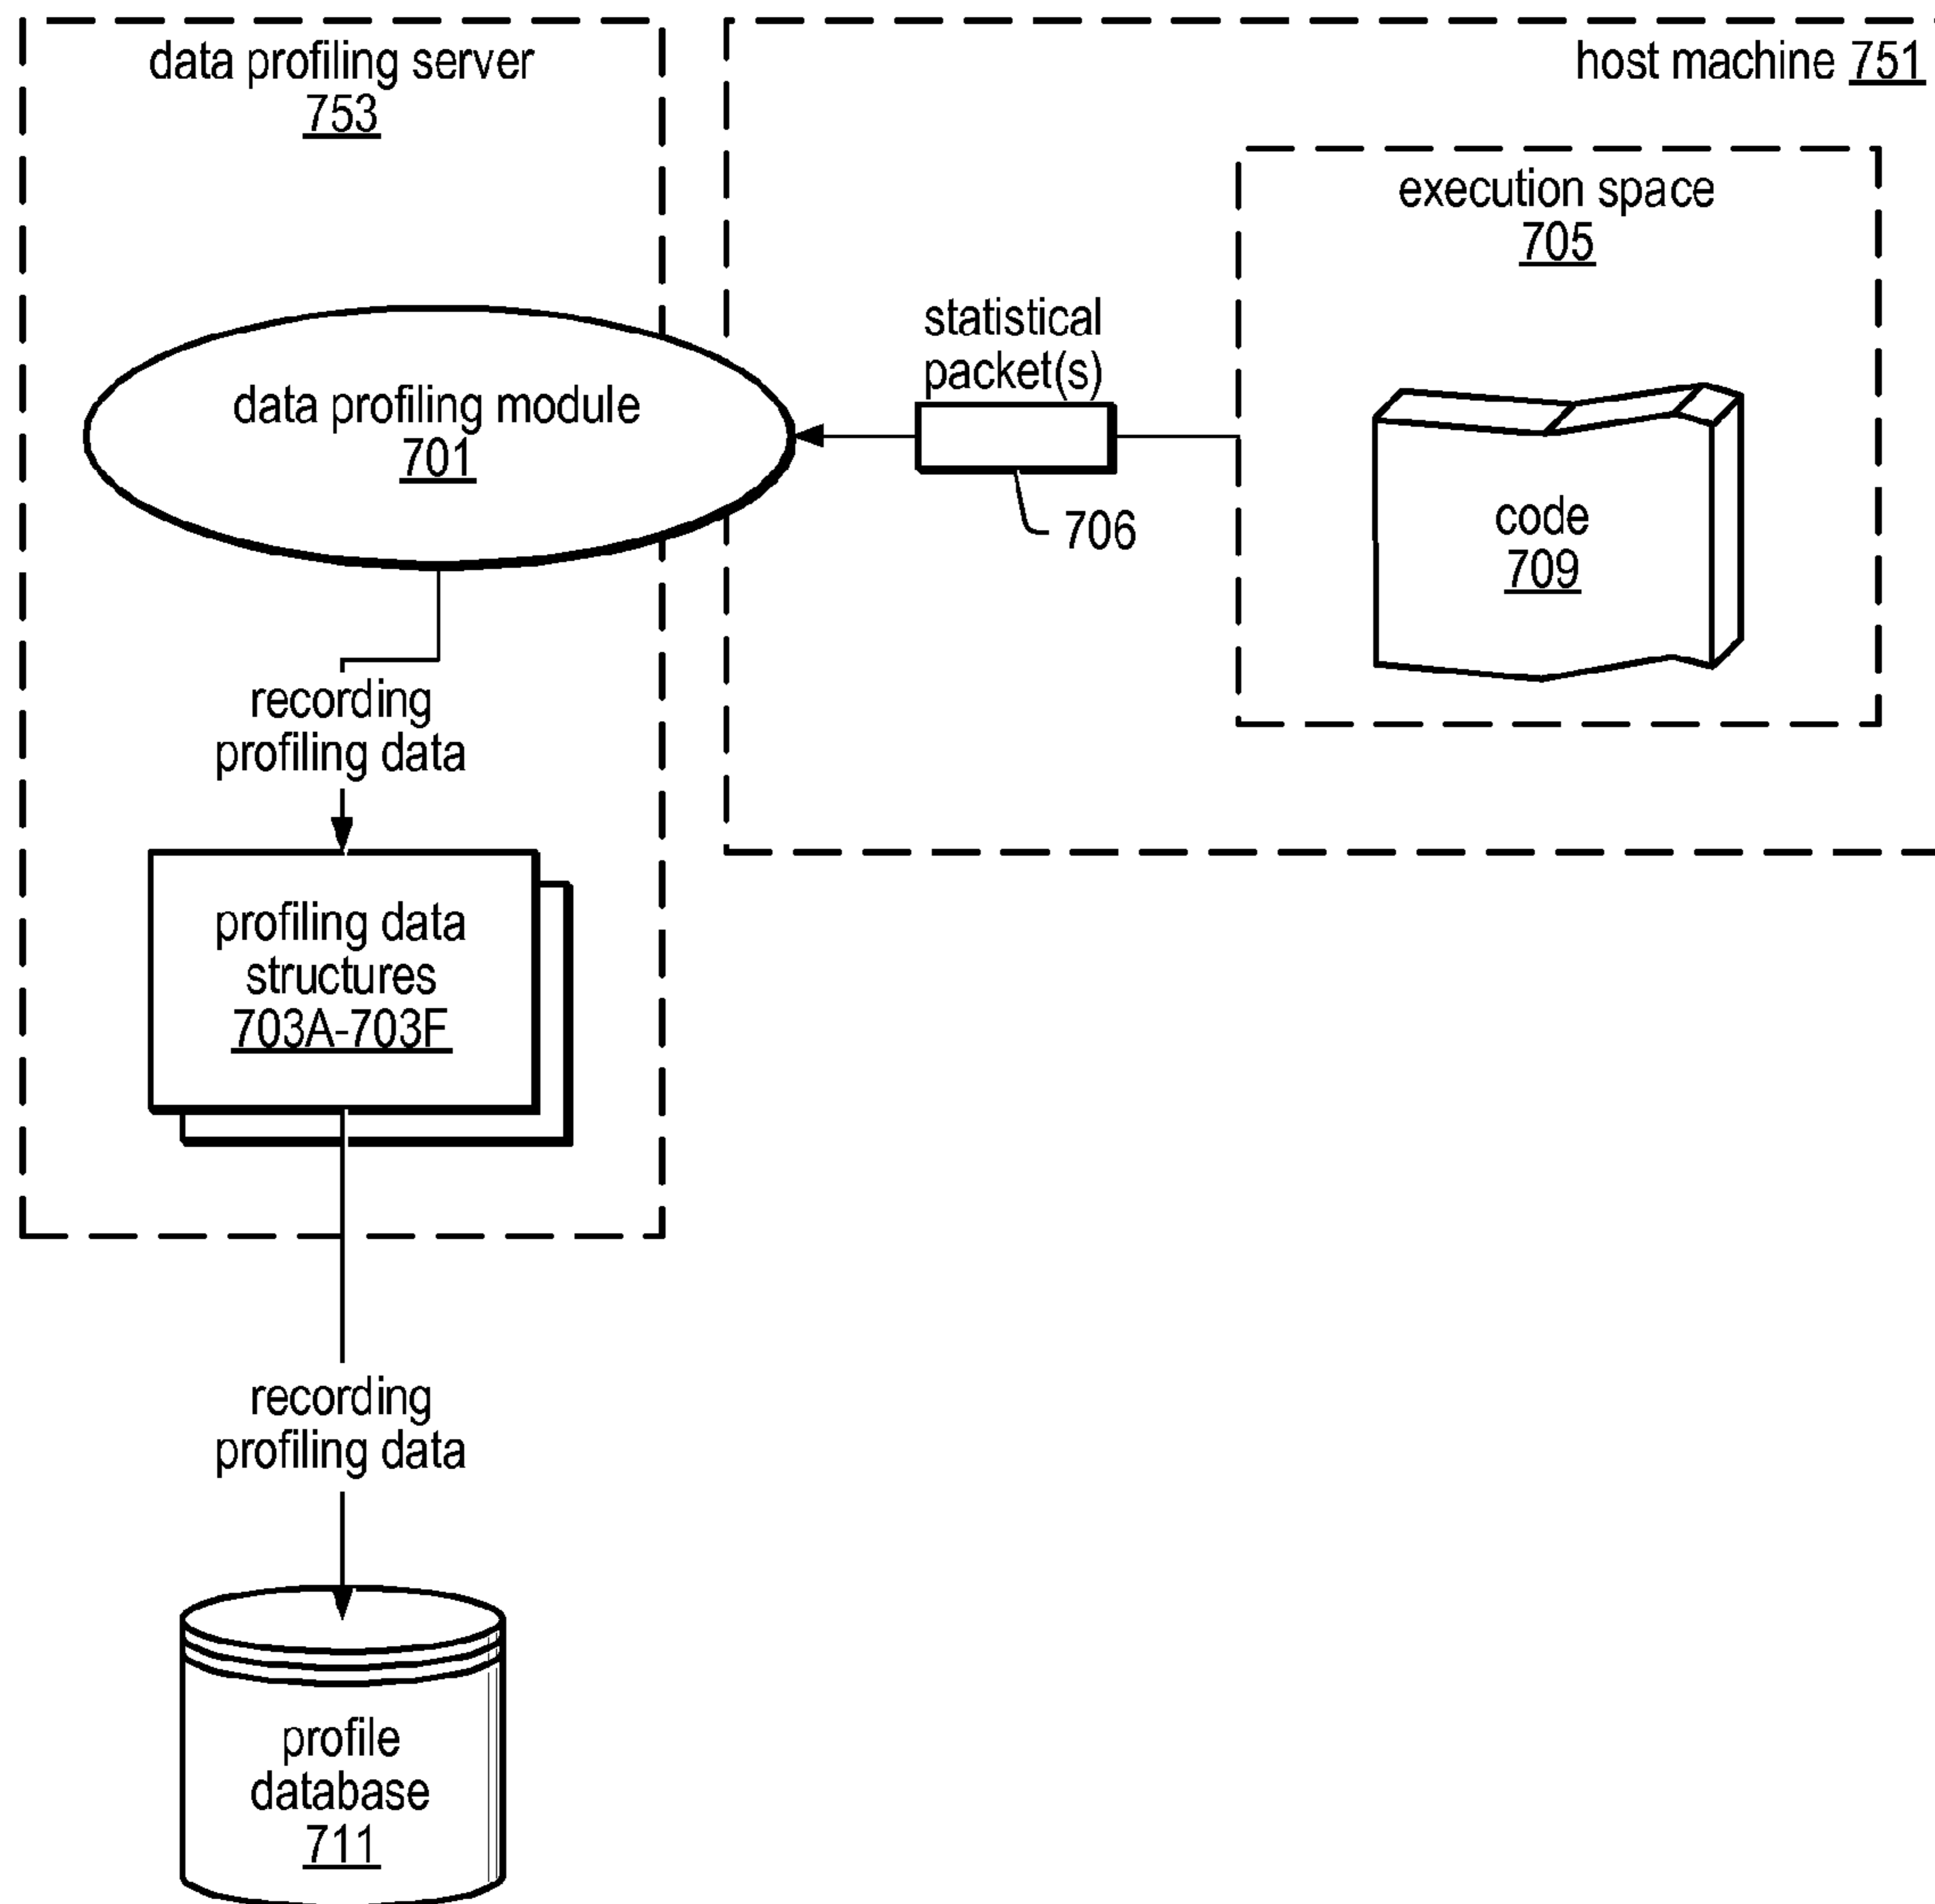 data profiling server
753
host machine 751
execution space
705
statistical
packet(s)
data profiling module
701
706
code
709
recording
profiling data
profiling data
structures
703A-703F
recording
profiling data
profile
database
711